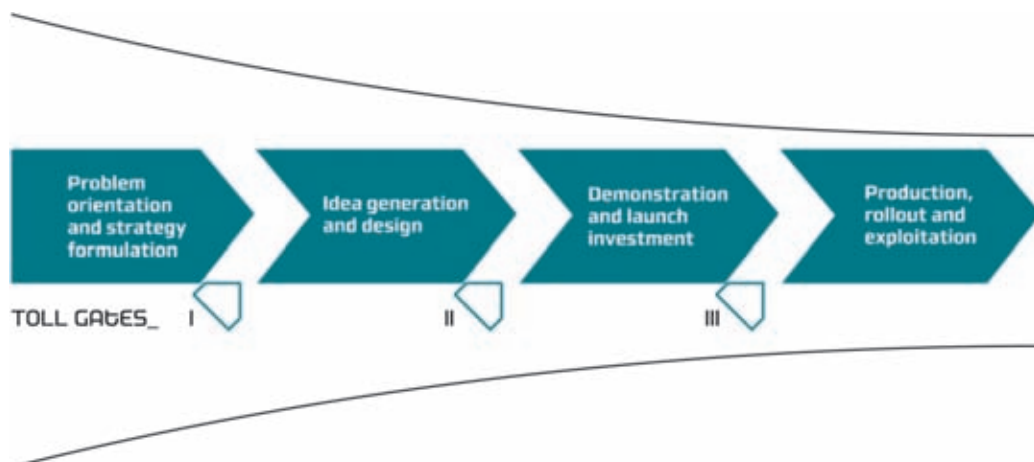 Problem
orientation
and strategy
formulation
Idea generation
and design
Demonstration
and launch
investment
Production,
rollout and
exploitation
TOLL GATES_ I II III